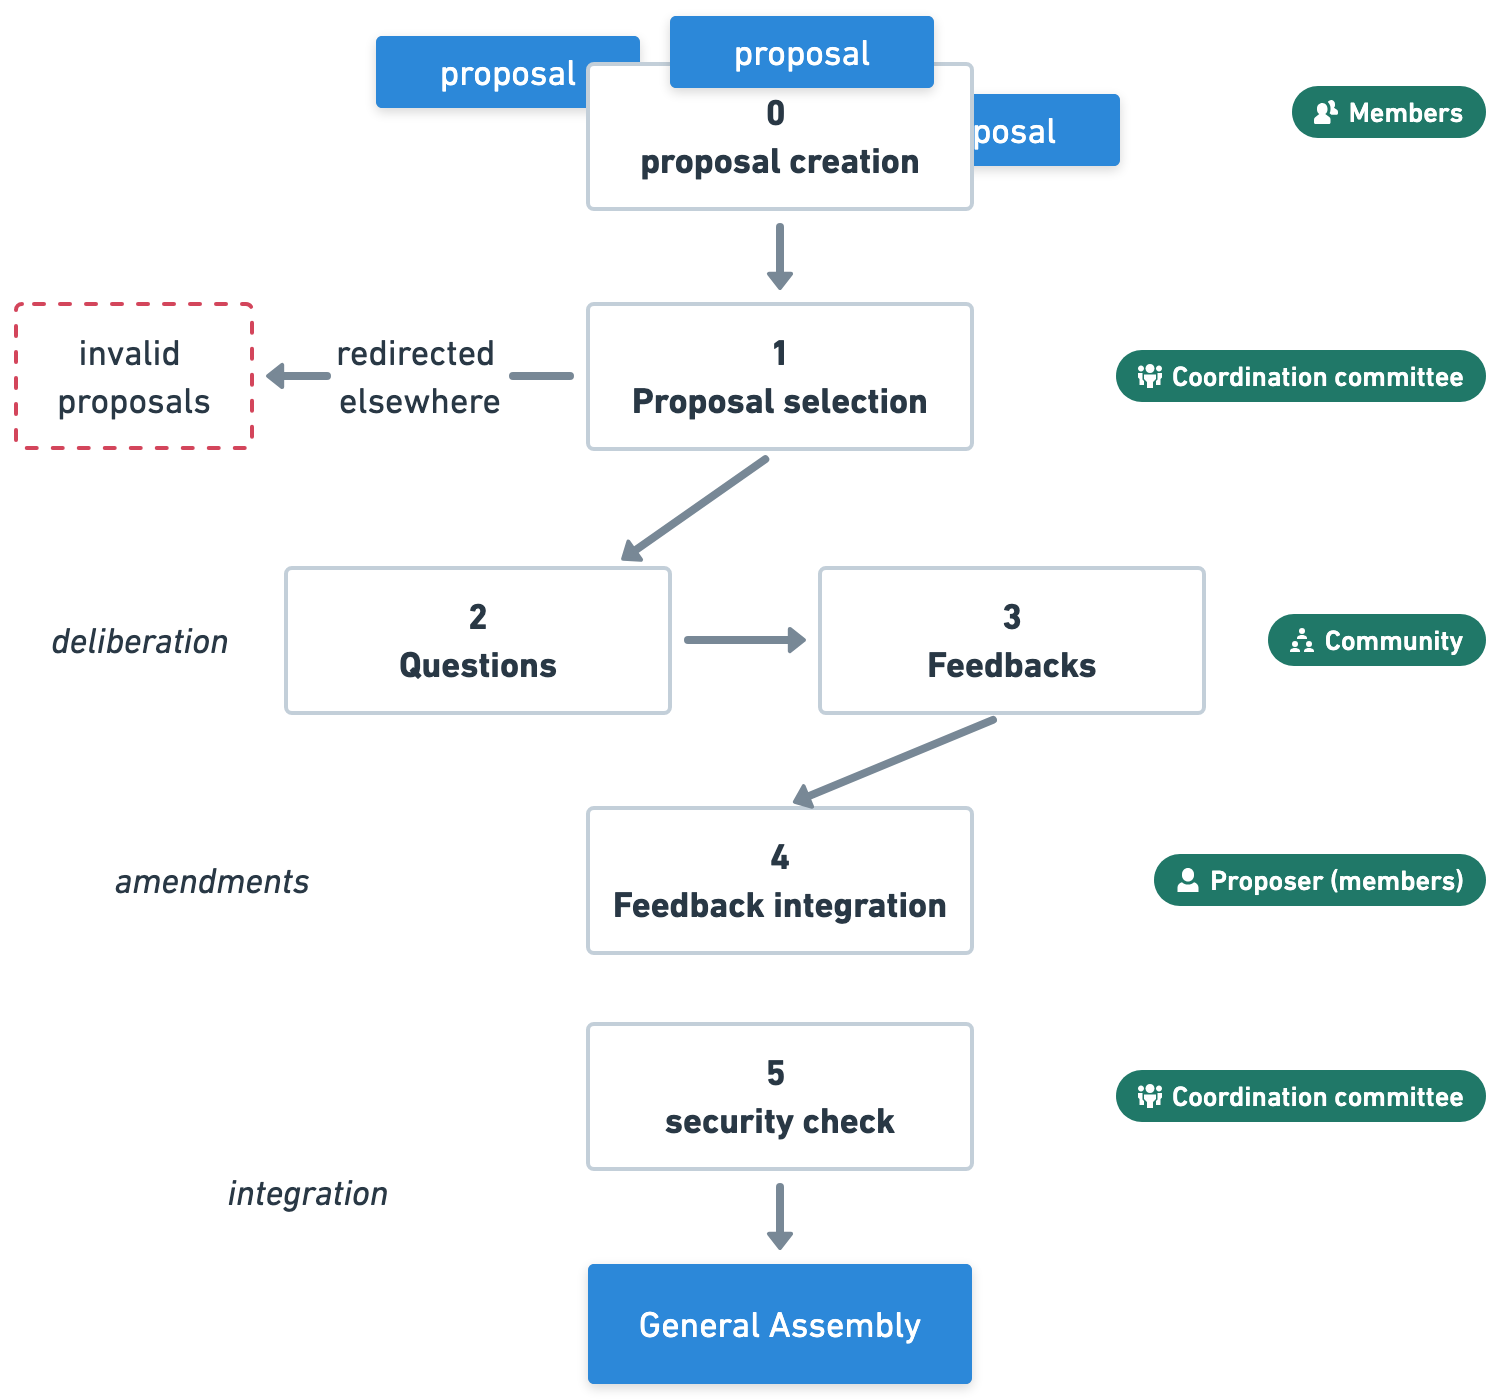 proposal
proposal
posal
0
proposal creation
Members
invalid
proposals
redirected
elsewhere
1
Proposal selection
Coordination committee
deliberation
2
Questions
3
Feedbacks
Community
amendments
4
Feedback integration
Proposer (members)
5
security check
Coordination committee
integration
General Assembly